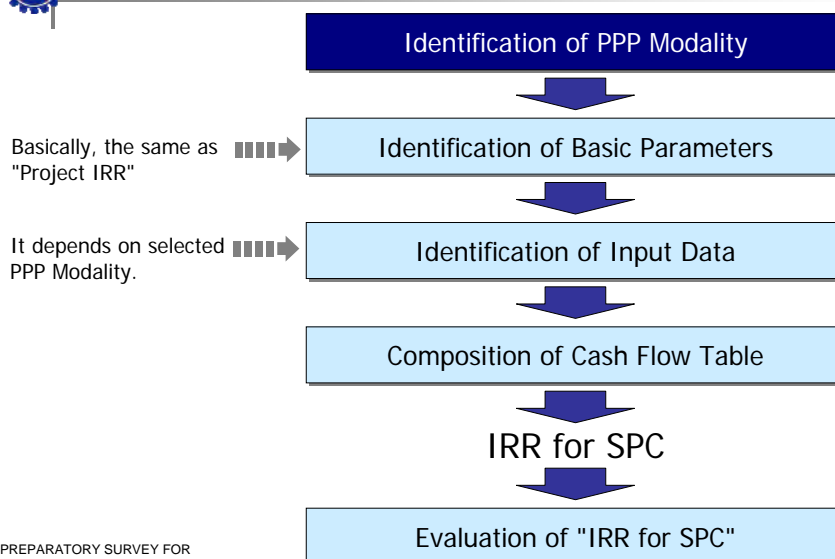 Identification of PPP Modality
Basically, the same as
"Project IRR"
Identification of Basic Parameters
It depends on selected
PPP Modality.
Identification of Input Data
Composition of Cash Flow Table
IRR for SPC
Evaluation of "IRR for SPC"
PREPARATORY SURVEY FOR